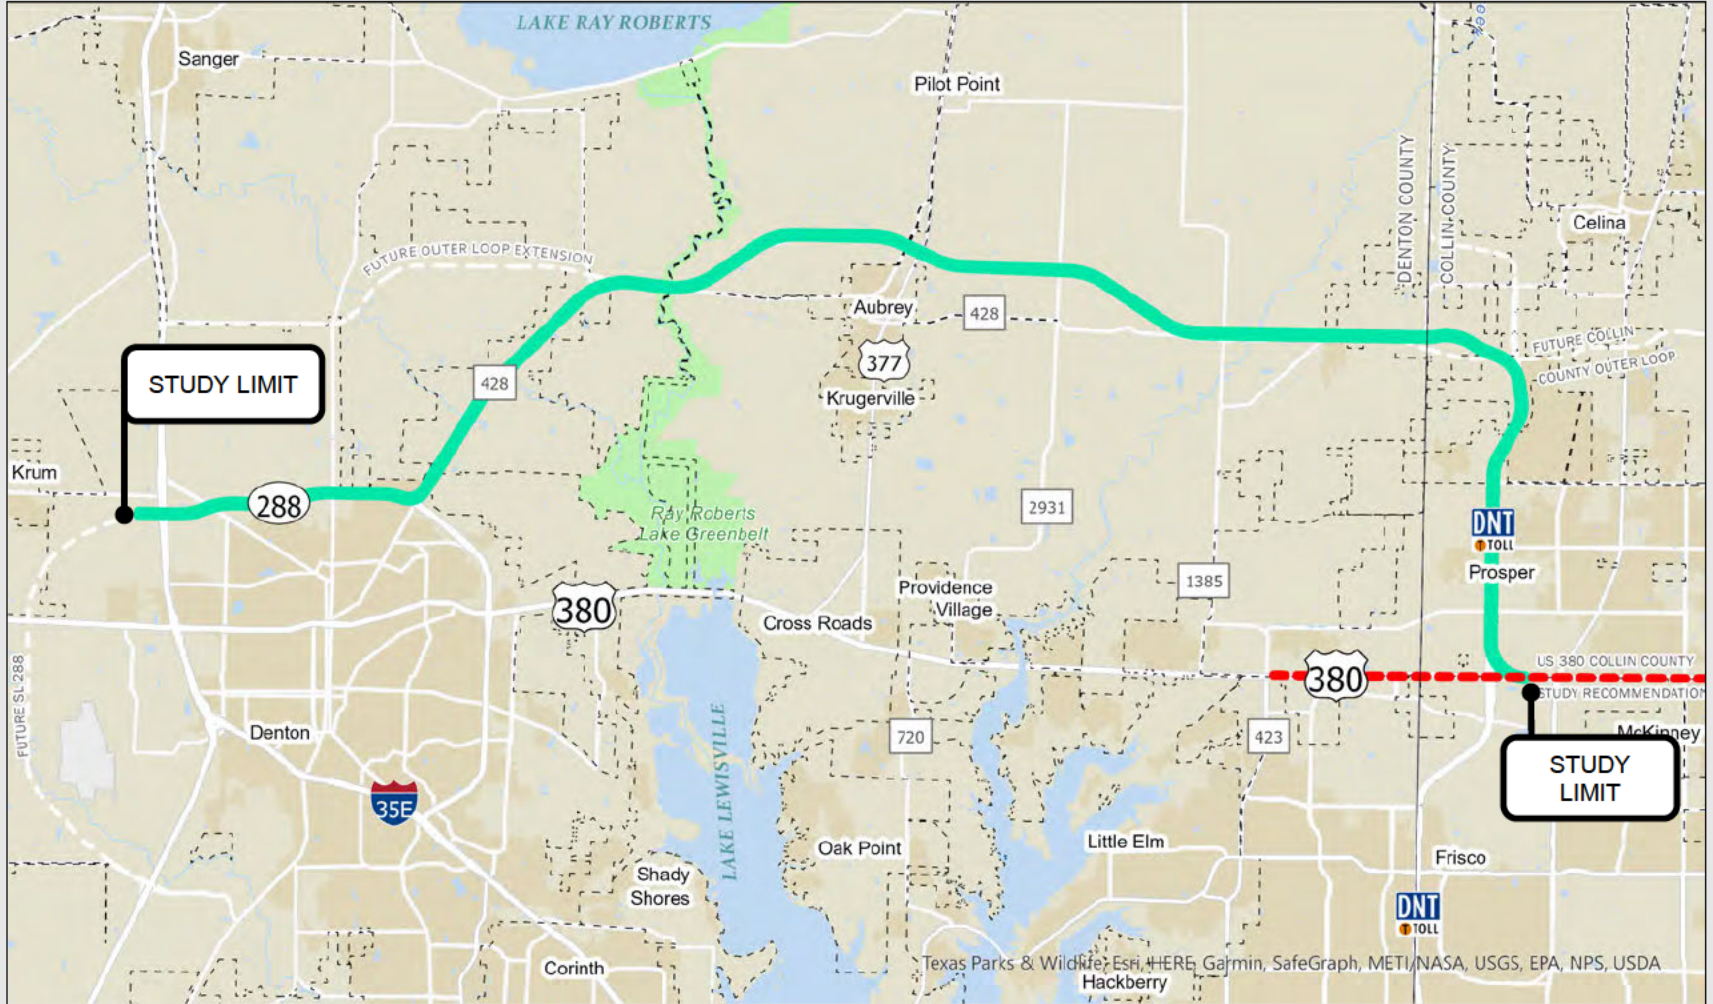 LAKE RAY ROBERTS
Sanger
Pilot Point
DENTON COUNTY
COLLIN COUNTY
Celina
FUTURE OUTER LOOP EXTENSION
Aubrey
428
377
FUTURE COLLIN
COUNTY OUTER LOOP
STUDY LIMIT
428
Krugerville
Krum
288
2931
Ray Roberts
Lake Greenbelt
DNT
T TOLL
Prosper
1385
Providence
Village
380
Cross Roads
FUTURE SL 288
US 380 COLLIN COUNTY
380
STUDY RECOMMENDATION
Denton
LAKE LEWISVILLE
720
423
McKinney
STUDY
LIMIT
35E
Oak Point
Little Elm
Frisco
Shady
Shores
DNT
T TOLL
Corinth
Texas Parks & Wildlife, Esri, HERE, Garmin, SafeGraph, METI/NASA, USGS, EPA, NPS, USDA
Hackberry